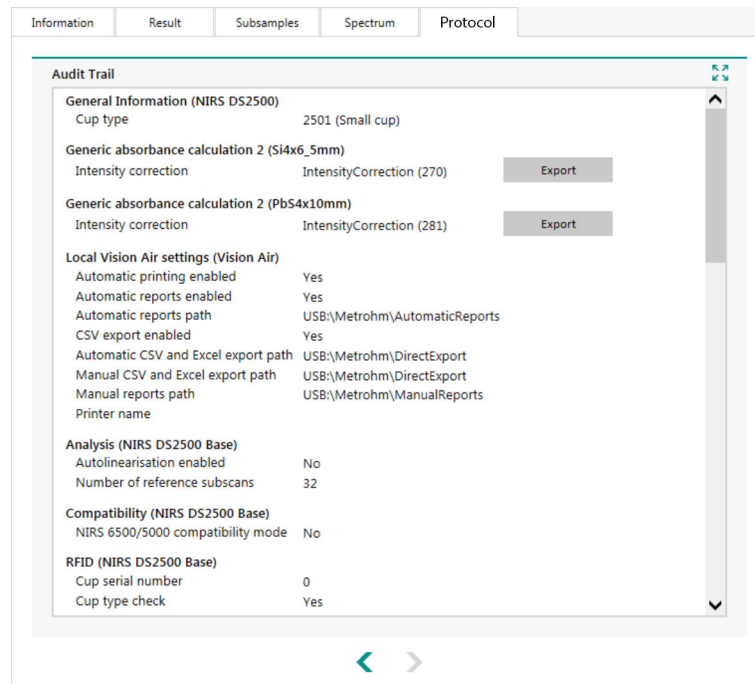 Information Result Subsamples Spectrum Protocol
Audit Trail
General Information (NIRS DS2500)
Cup type 2501 (Small cup)
Generic absorbance calculation 2 (Si4x6_5mm)
Intensity correction IntensityCorrection (270) Export
Generic absorbance calculation 2 (PbS4x10mm)
Intensity correction IntensityCorrection (281) Export
Local Vision Air settings (Vision Air)
Automatic printing enabled Yes
Automatic reports enabled Yes
Automatic reports path USB:\Metrohm\AutomaticReports
CSV export enabled Yes
Automatic CSV and Excel export path USB:\Metrohm\DirectExport
Manual CSV and Excel export path USB:\Metrohm\DirectExport
Manual reports path USB:\Metrohm\ManualReports
Printer name
Analysis (NIRS DS2500 Base)
Autolinearisation enabled No
Number of reference subscans 32
Compatibility (NIRS DS2500 Base)
NIRS 6500/5000 compatibility mode No
RFID (NIRS DS2500 Base)
Cup serial number 0
Cup type check Yes